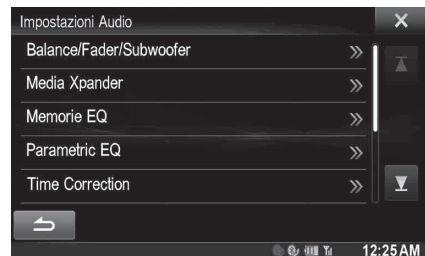 Impostazioni Audio
Balance/Fader/Subwoofer
Media Xpander
Memorie EQ
Parametric EQ
Time Correction
12:25 AM